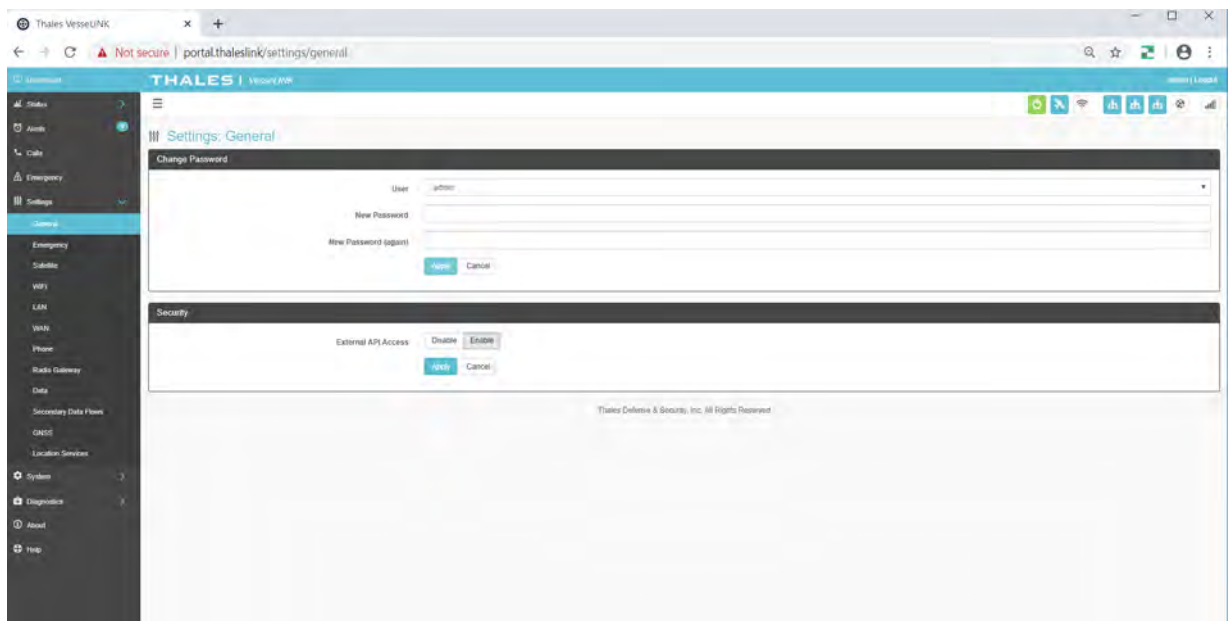 Thales VesseLINK
Not secure | portal.thaleslink/settings/general
Dashboard
THALES | VesseLINK
Status
Alerts
Calls
Emergency
Settings
General
Emergency
Satellite
WiFi
LAN
WAN
Phone
Radio Gateway
Data
Secondary Data Flows
GNSS
Location Services
System
Diagnostics
About
Help
Settings: General
Change Password
User
admin
New Password
New Password (again)
Apply Cancel
Security
External API Access
Disable Enable
Apply Cancel
Thales Defense & Security, Inc. All Rights Reserved